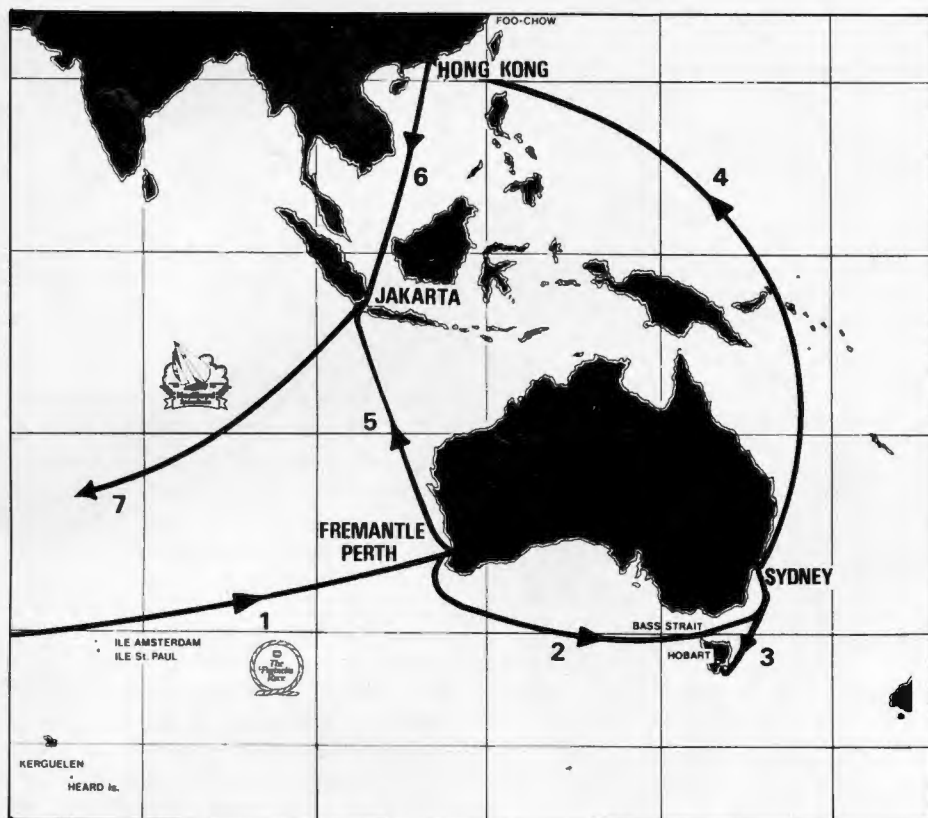 FOO-CHOW
HONG KONG
6
4
JAKARTA
5
7
FREMANTLE
PERTH
SYDNEY
1
BASS STRAIT
2
HOBART
3
ILE AMSTERDAM
ILE St. PAUL
The
Race
KERGUELEN
HEARD Is.